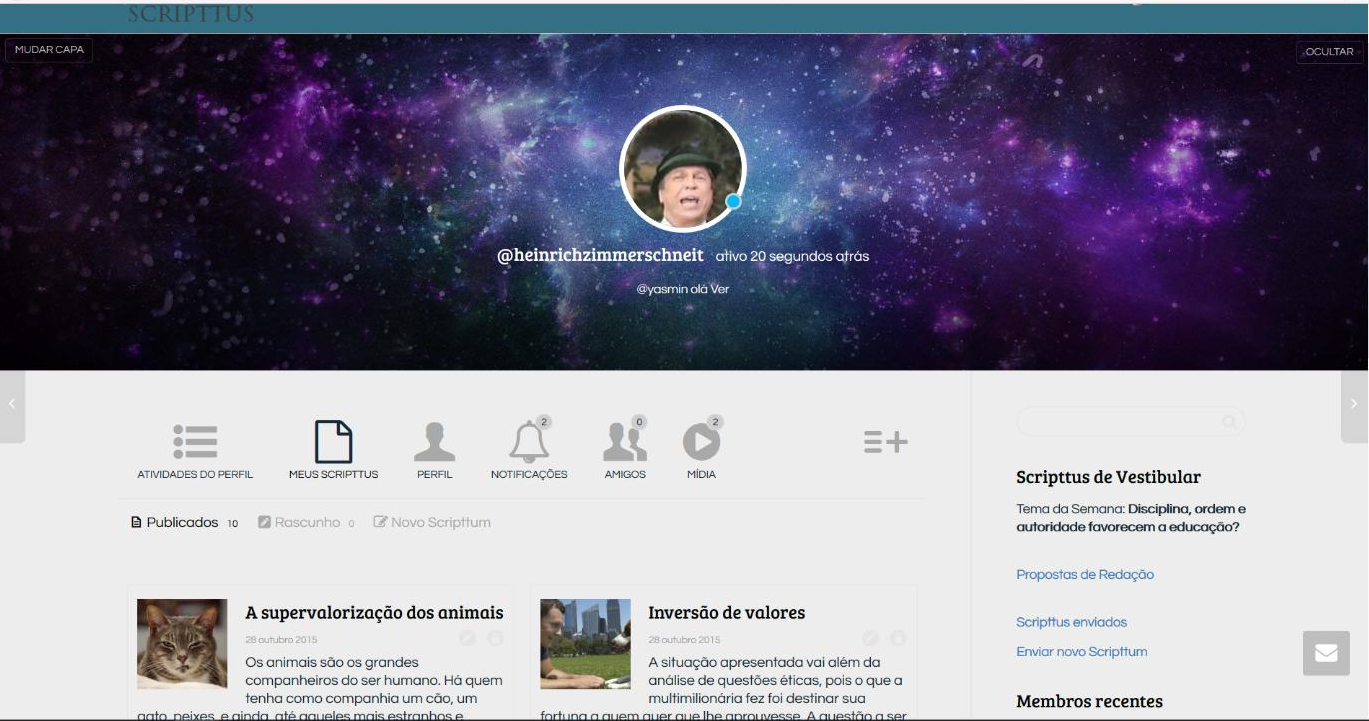 SCRIPTTUS
MUDAR CAPA
OCULTAR
@heinrichzimmerschneit ativo 20 segundos atrás
@yasmin olá Ver
ATIVIDADES DO PERFIL
MEUS SCRIPTTUS
PERFIL
2
NOTIFICAÇÕES
0
AMIGOS
2
MÍDIA
Publicados 10 Rascunho 0 Novo Scripttum
A supervalorização dos animais
28 outubro 2015
Os animais são os grandes
companheiros do ser humano. Há quem
tenha como companhia um cão, um
gato, peixes, e ainda, até aqueles mais estranhos e
Inversão de valores
28 outubro 2015
A situação apresentada vai além da
análise de questões éticas, pois o que a
multimilionária fez foi destinar sua
fortuna a quem quer que lhe aprouvesse. A questão a ser
Scripttus de Vestibular
Tema da Semana: Disciplina, ordem e
autoridade favorecem a educação?
Propostas de Redação
Scripttus enviados
Enviar novo Scripttum
Membros recentes